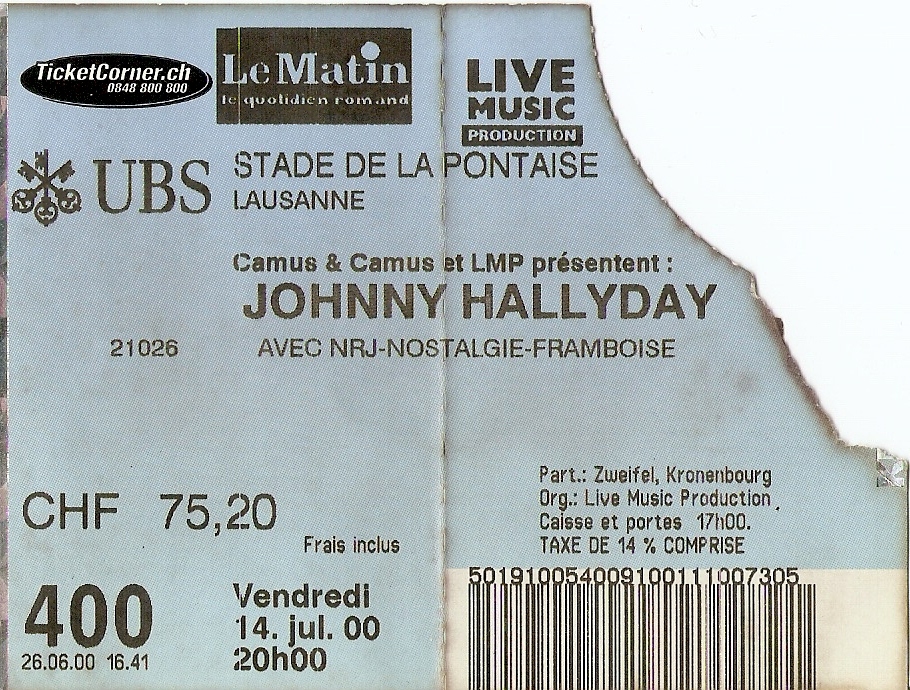 TicketCorner.ch
0848 800 800
Le Matin
le quotidien romand
LIVE
MUSIC
PRODUCTION
UBS
STADE DE LA PONTAISE
LAUSANNE
Camus & Camus et LMP présentent :
JOHNNY HALLYDAY
21026
AVEC NRJ-NOSTALGIE-FRAMBOISE
Part.: Zweifel, Kronenbourg
Org.: Live Music Production
Caisse et portes 17h00.
TAXE DE 14 % COMPRISE
CHF 75,20
Frais inclus
5019100540091001110073​05
400
26.06.00 16.41
Vendredi
14. jul. 00
20h00